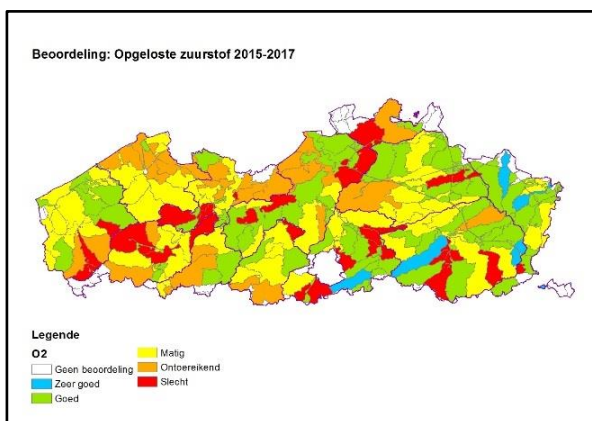 Beoordeling: Opgeloste zuurstof 2015-2017
Legende
O2
Geen beoordeling
Zeer goed
Goed
Matig
Ontoereikend
Slecht